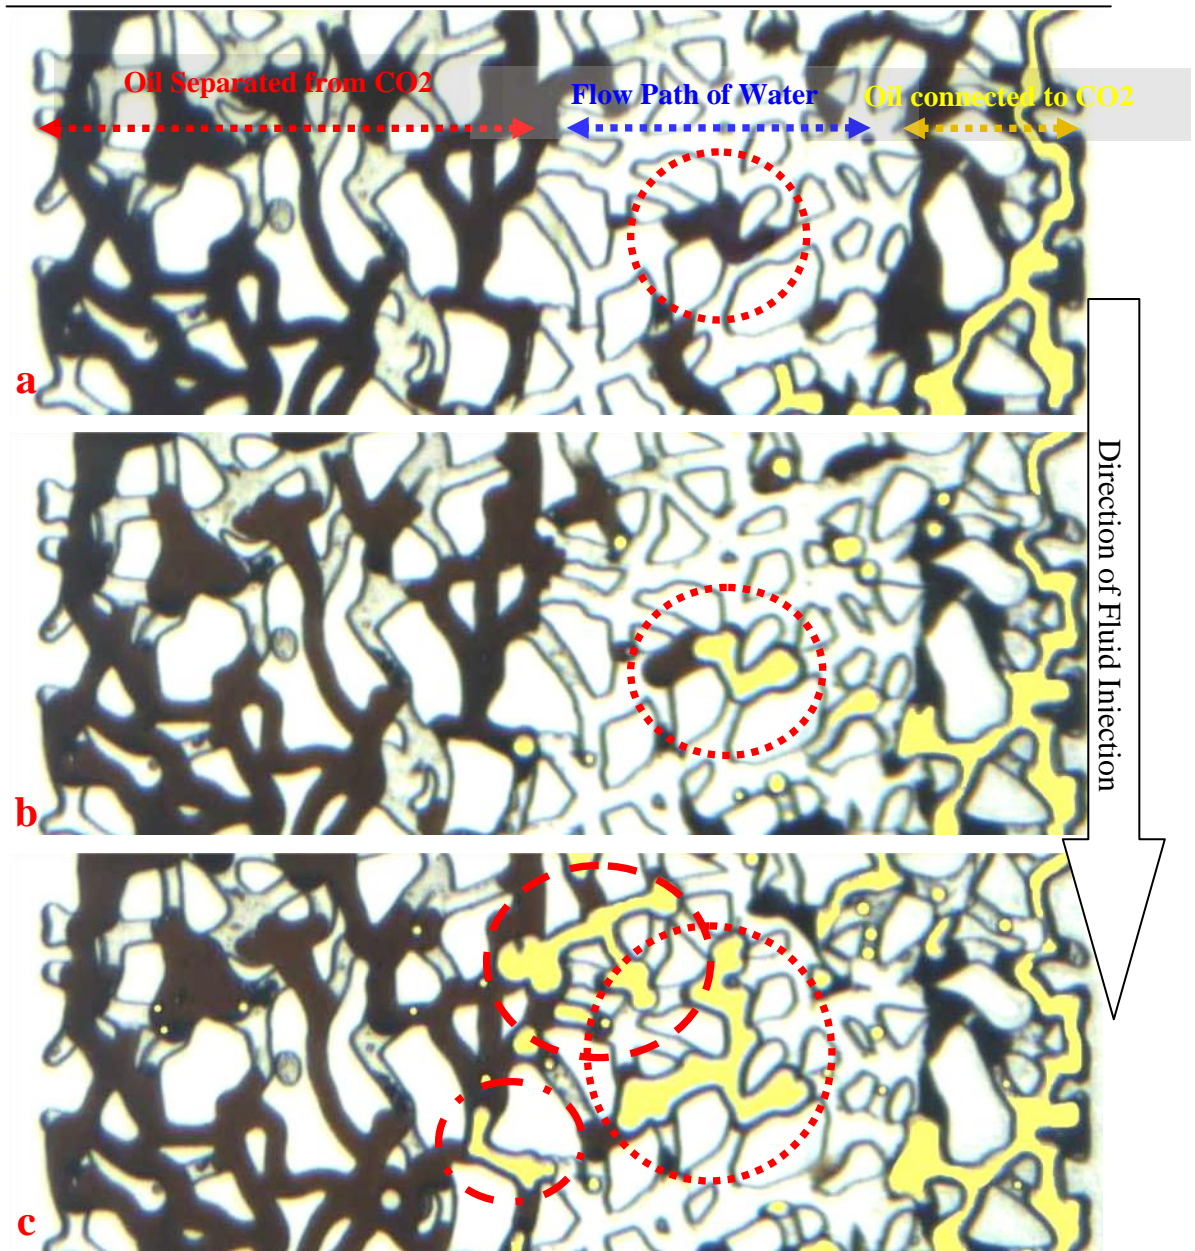 Oil Separated from CO2
Flow Path of Water
Oil connected to CO2
a
Direction of Fluid Injection
b
c